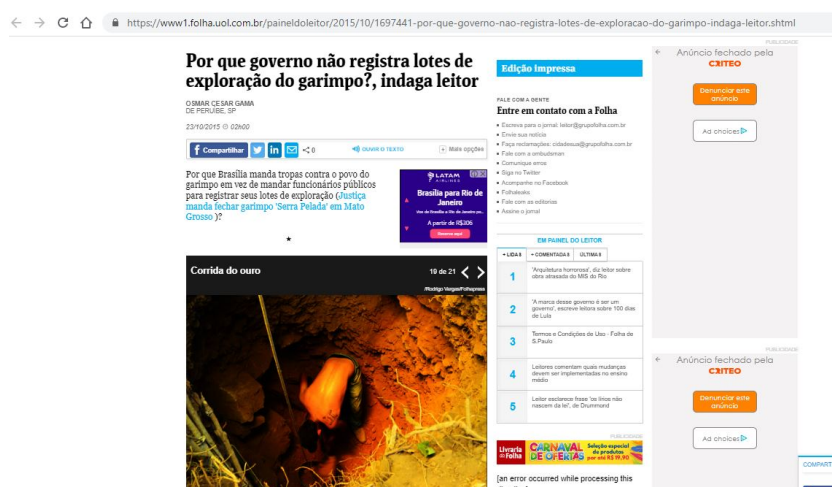 https://www1.folha.uol.com.br/paineldoleitor/2015/10/1697441-por-que-governo-nao-registra-lotes-de-exploracao-do-garimpo-indaga-leitor.shtml
Por que governo não registra lotes de
exploração do garimpo?, indaga leitor
OSMAR CESAR GAMA
DE PERUÍBE, SP
23/10/2015 02h00
Compartilhar
6
OUVIR O TEXTO
Mais opções
Por que Brasília manda tropas contra o povo do
garimpo em vez de mandar funcionários públicos
para registrar seus lotes de exploração (Justiça
manda fechar garimpo 'Serra Pelada' em Mato
Grosso )?
LATAM
AIRLINES
Brasília para Rio de
Janeiro
A partir de R$306
Corrida do ouro
19 de 21
/Rodrigo Vargas/Folhapress
Edição impressa
FALE COM A GENTE
Entre em contato com a Folha
Escreva para o jornal: leitor@grupofolha.com.br
Envie sua notícia
Faça reclamações: cidadesua@grupofolha.com.br
Fale com a ombudsman
Comunique erros
Siga no Twitter
Acompanhe no Facebook
Folhaleaks
Fale com as editorias
Assine o jornal
EM PAINEL DO LEITOR
+ LIDAS + COMENTADAS ÚLTIMAS
1 'Arquitetura horrorosa', diz leitor sobre
obra atrasada do MIS do Rio
2 'A marca desse governo é ser um
governo', escreve leitora sobre 100 dias
de Lula
3 Termos e Condições de Uso - Folha de
S.Paulo
4 Leitores comentam quais mudanças
devem ser implementadas no ensino
médio
5 Leitor esclarece frase 'os lírios não
nascem da lei', de Drummond
PUBLICIDADE
Livraria
da Folha
CARNAVAL
DE OFERTAS
Seleção especial
de produtos
por até R$ 19,90
[an error occurred while processing this
PUBLICIDADE
Anúncio fechado pela
CRITEO
Denunciar este
anúncio
Ad choices
PUBLICIDADE
Anúncio fechado pela
CRITEO
Denunciar este
anúncio
Ad choices
COMPART